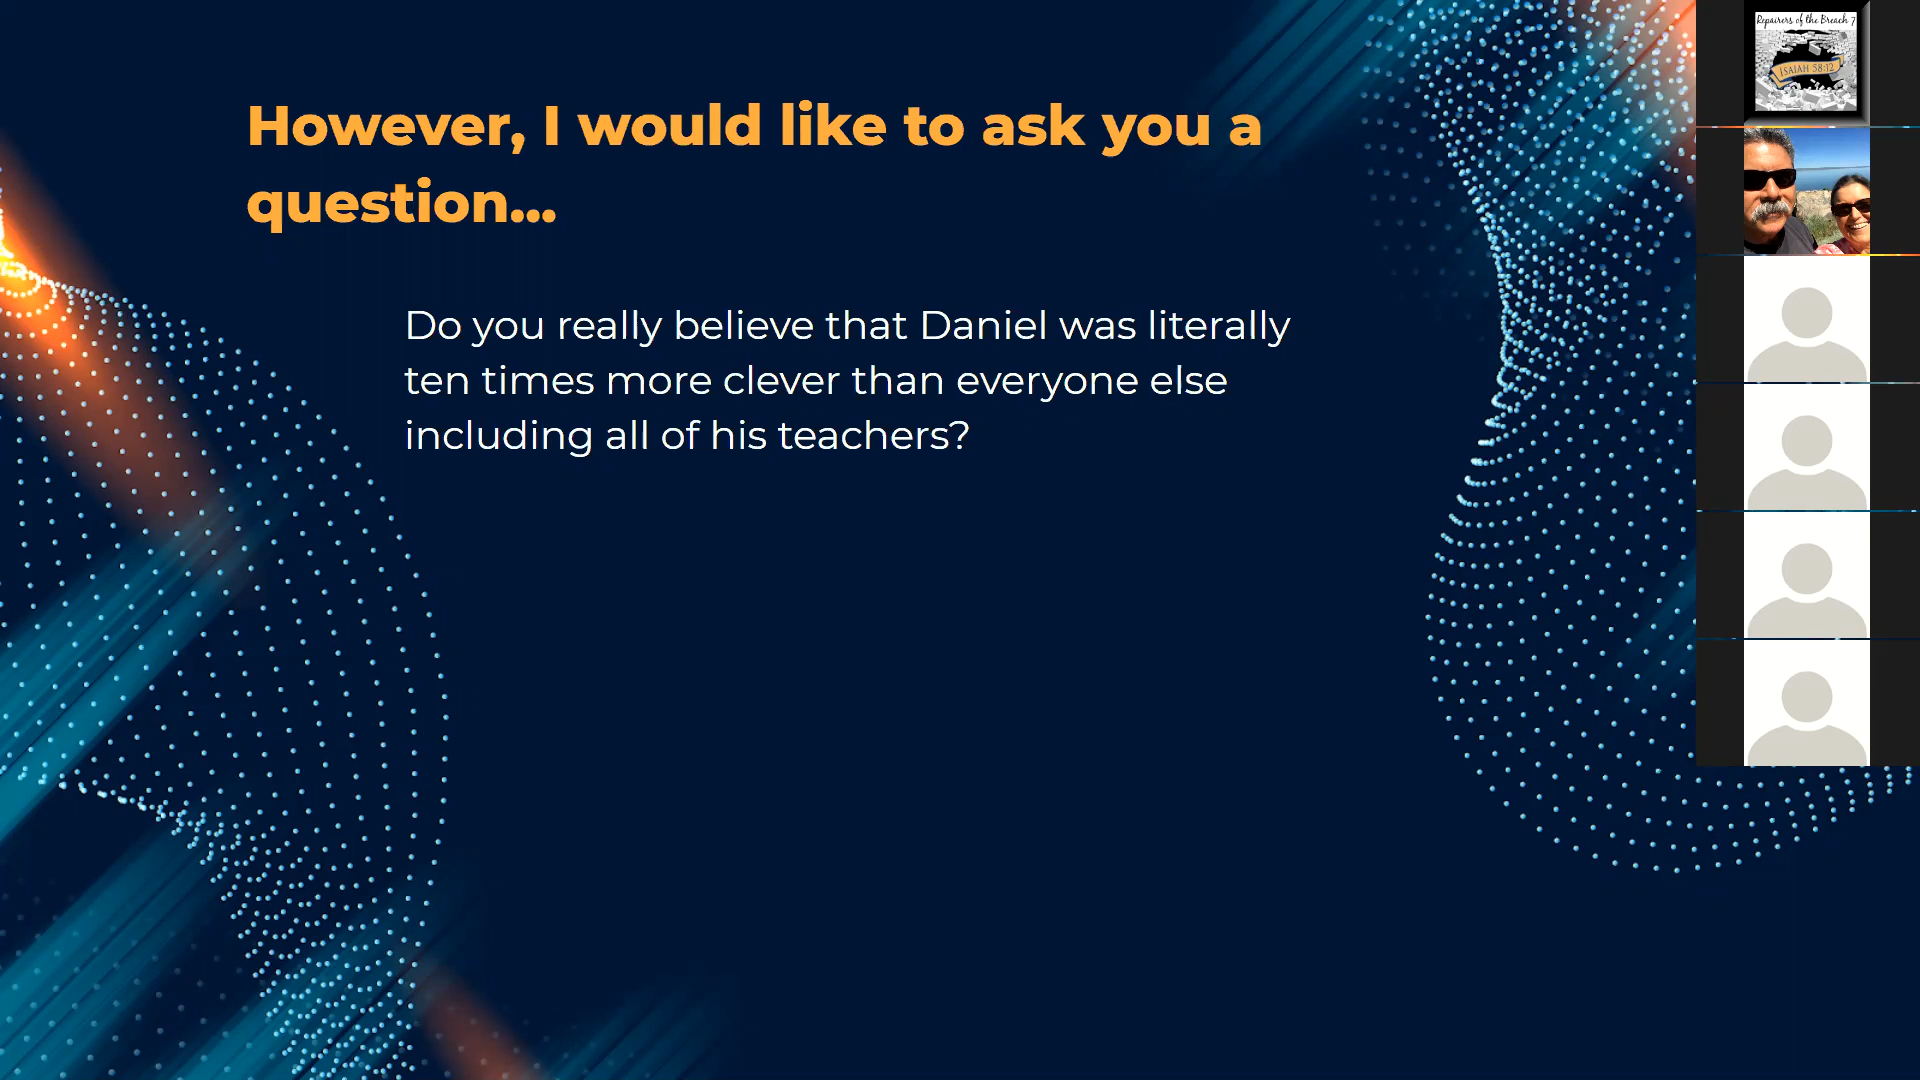 However, I would like to ask you a
question...
Do you really believe that Daniel was literally
ten times more clever than everyone else
including all of his teachers?
Repairers of the Breach 7
ISAIAH 58:12